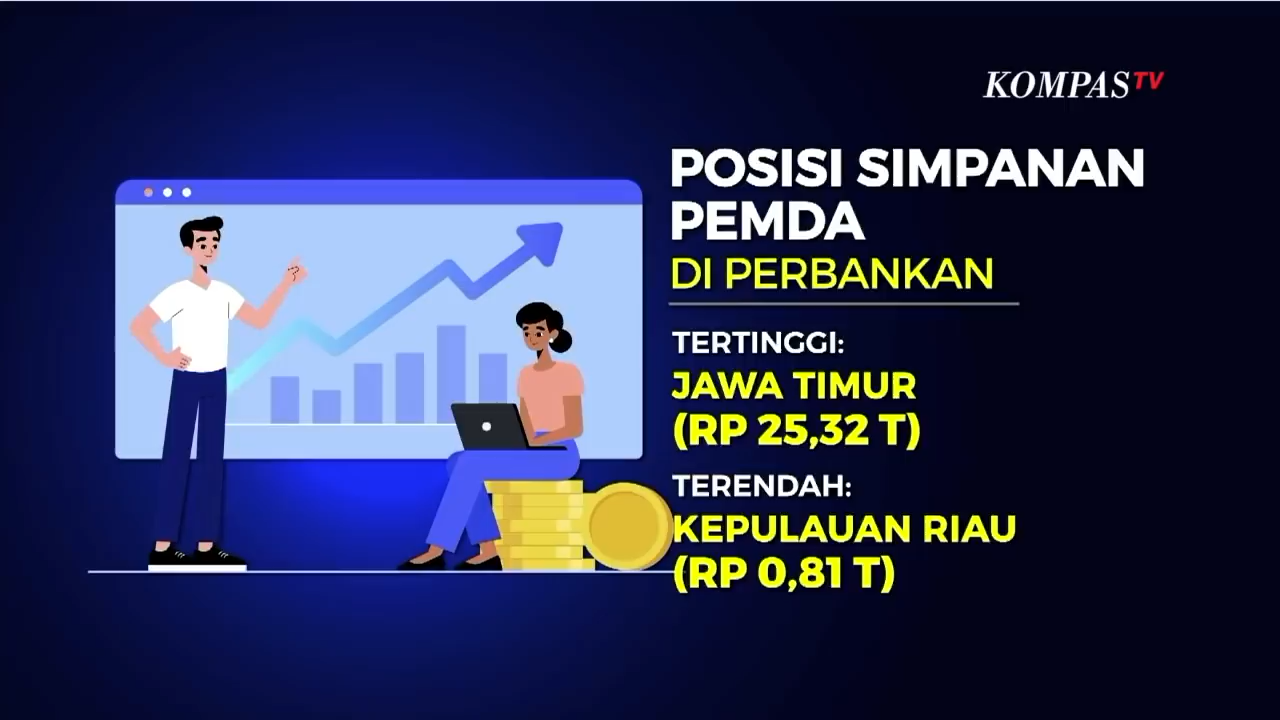 KOMPAS TV
POSISI SIMPANAN
PEMDA
DI PERBANKAN
TERTINGGI:
JAWA TIMUR
(RP 25,32 T)
TERENDAH:
KEPULAUAN RIAU
(RP 0,81 T)